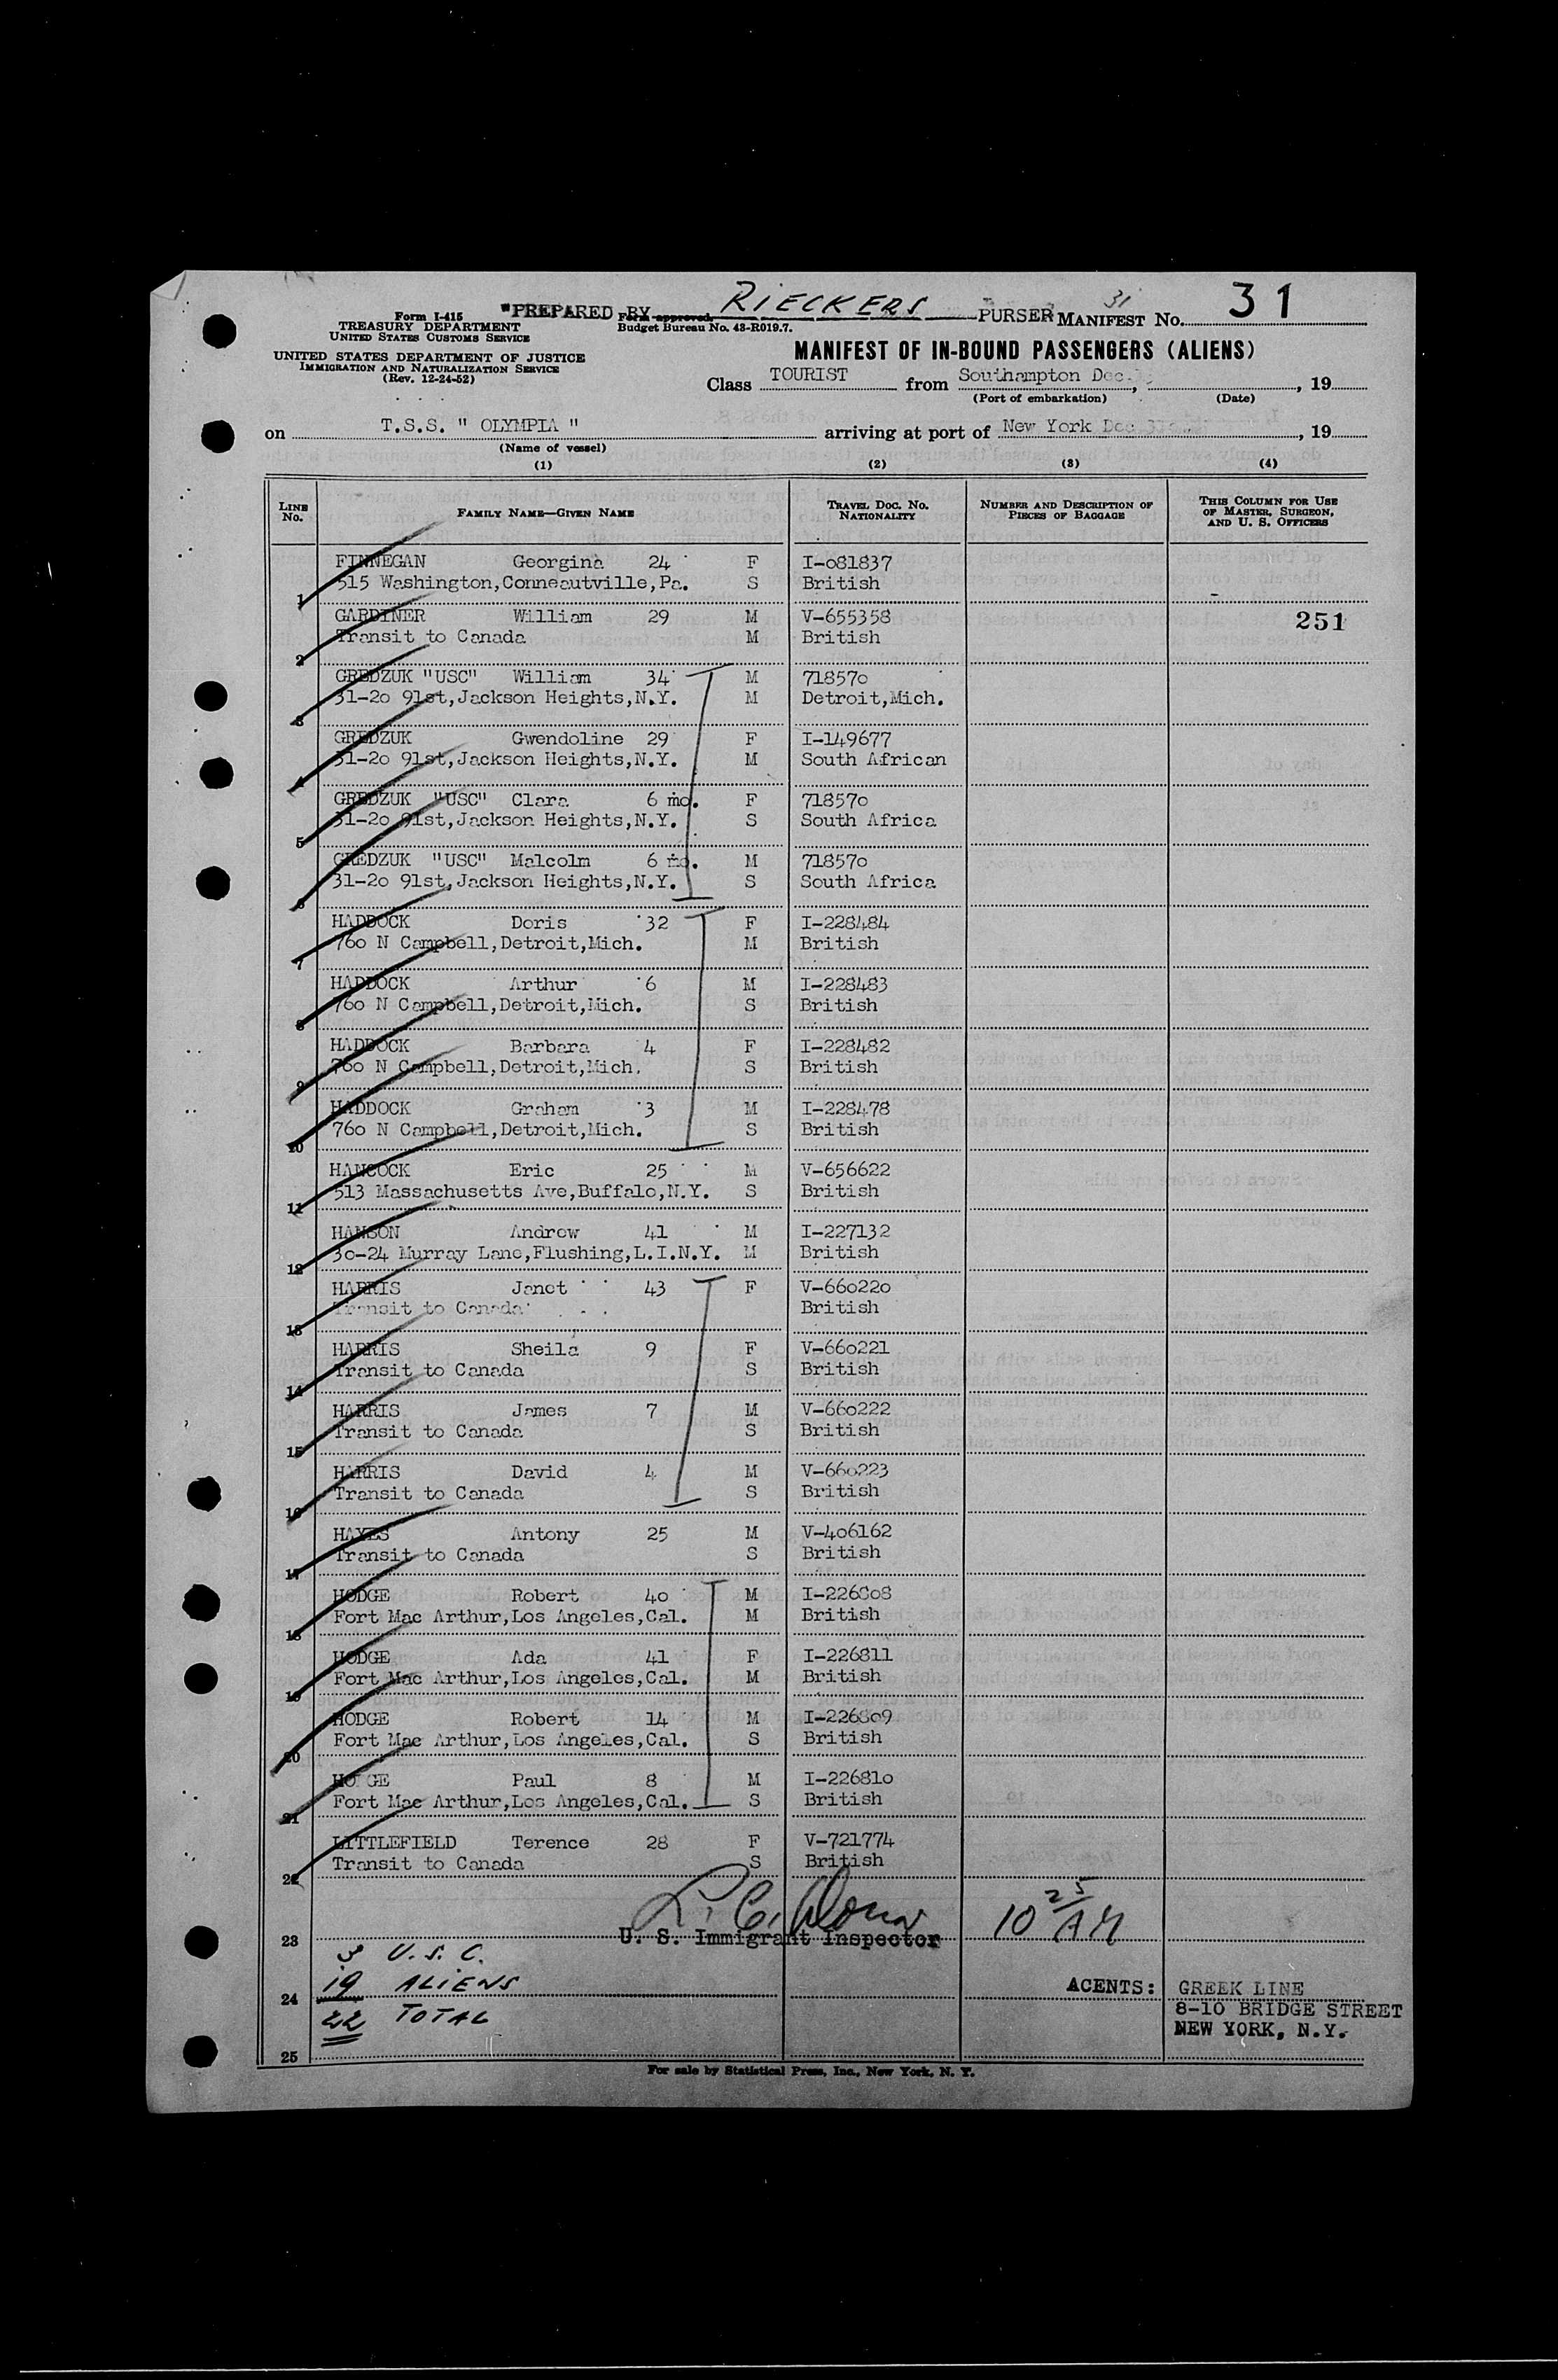 31
"PREPARED BY RIECKERS PURSER MANIFEST No. 31
Form I-415
TREASURY DEPARTMENT
UNITED STATES CUSTOMS SERVICE
Form approved.
Budget Bureau No. 43-R019.7.
UNITED STATES DEPARTMENT OF JUSTICE
IMMIGRATION AND NATURALIZATION SERVICE
(Rev. 12-24-52)
MANIFEST OF IN-BOUND PASSENGERS (ALIENS)
Class TOURIST from Southampton Dec. , 19
(Port of embarkation) (Date)
on T.S.S. " OLYMPIA " arriving at port of New York Dec , 19
(Name of vessel)
(1) (2) (3) (4)
LINE No. FAMILY NAME—GIVEN NAME TRAVEL DOC. NO. NATIONALITY NUMBER AND DESCRIPTION OF PIECES OF BAGGAGE THIS COLUMN FOR USE OF MASTER, SURGEON, AND U. S. OFFICERS
FINNEGAN Georgina 24 F I-081837
1 515 Washington,Conneautville,Pa. S British
GARDINER William 29 M V-655358 251
2 Transit to Canada M British
GREDZUK "USC" William 34 M 718570
3 31-20 91st,Jackson Heights,N.Y. M Detroit,Mich.
GREDZUK Gwendoline 29 F I-149677
4 31-20 91st,Jackson Heights,N.Y. M South African
GREDZUK "USC" Clara 6 mo. F 718570
5 31-20 91st,Jackson Heights,N.Y. S South Africa
GREDZUK "USC" Malcolm 6 mo. M 718570
6 31-20 91st,Jackson Heights,N.Y. S South Africa
HADDOCK Doris 32 F I-228484
7 760 N Campbell,Detroit,Mich. M British
HADDOCK Arthur 6 M I-228483
8 760 N Campbell,Detroit,Mich. S British
HADDOCK Barbara 4 F I-228482
9 760 N Campbell,Detroit,Mich. S British
HADDOCK Graham 3 M I-228478
10 760 N Campbell,Detroit,Mich. S British
HANCOCK Eric 25 M V-656622
11 513 Massachusetts Ave,Buffalo,N.Y. S British
HANSON Andrew 41 M I-227132
12 30-24 Murray Lane,Flushing,L.I.N.Y. M British
HARRIS Janet 43 F V-660220
13 Transit to Canada British
HARRIS Sheila 9 F V-660221
14 Transit to Canada S British
HARRIS James 7 M V-660222
15 Transit to Canada S British
HARRIS David 4 M V-660223
16 Transit to Canada S British
HAYES Antony 25 M V-406162
17 Transit to Canada S British
HODGE Robert 40 M I-226808
18 Fort Mac Arthur,Los Angeles,Cal. M British
HODGE Ada 41 F I-226811
19 Fort Mac Arthur,Los Angeles,Cal. M British
HODGE Robert 14 M I-226809
20 Fort Mac Arthur,Los Angeles,Cal. S British
HODGE Paul 8 M I-226810
21 Fort Mac Arthur,Los Angeles,Cal. S British
LITTLEFIELD Terence 28 F V-721774
22 Transit to Canada S British
23 U. S. Immigrant Inspector 10 25 AM
3 U.S.C.
24 19 ALIENS
22 TOTAL
25
AGENTS: GREEK LINE
8-10 BRIDGE STREET
NEW YORK, N.Y.
For sale by Statistical Press, Inc., New York, N. Y.